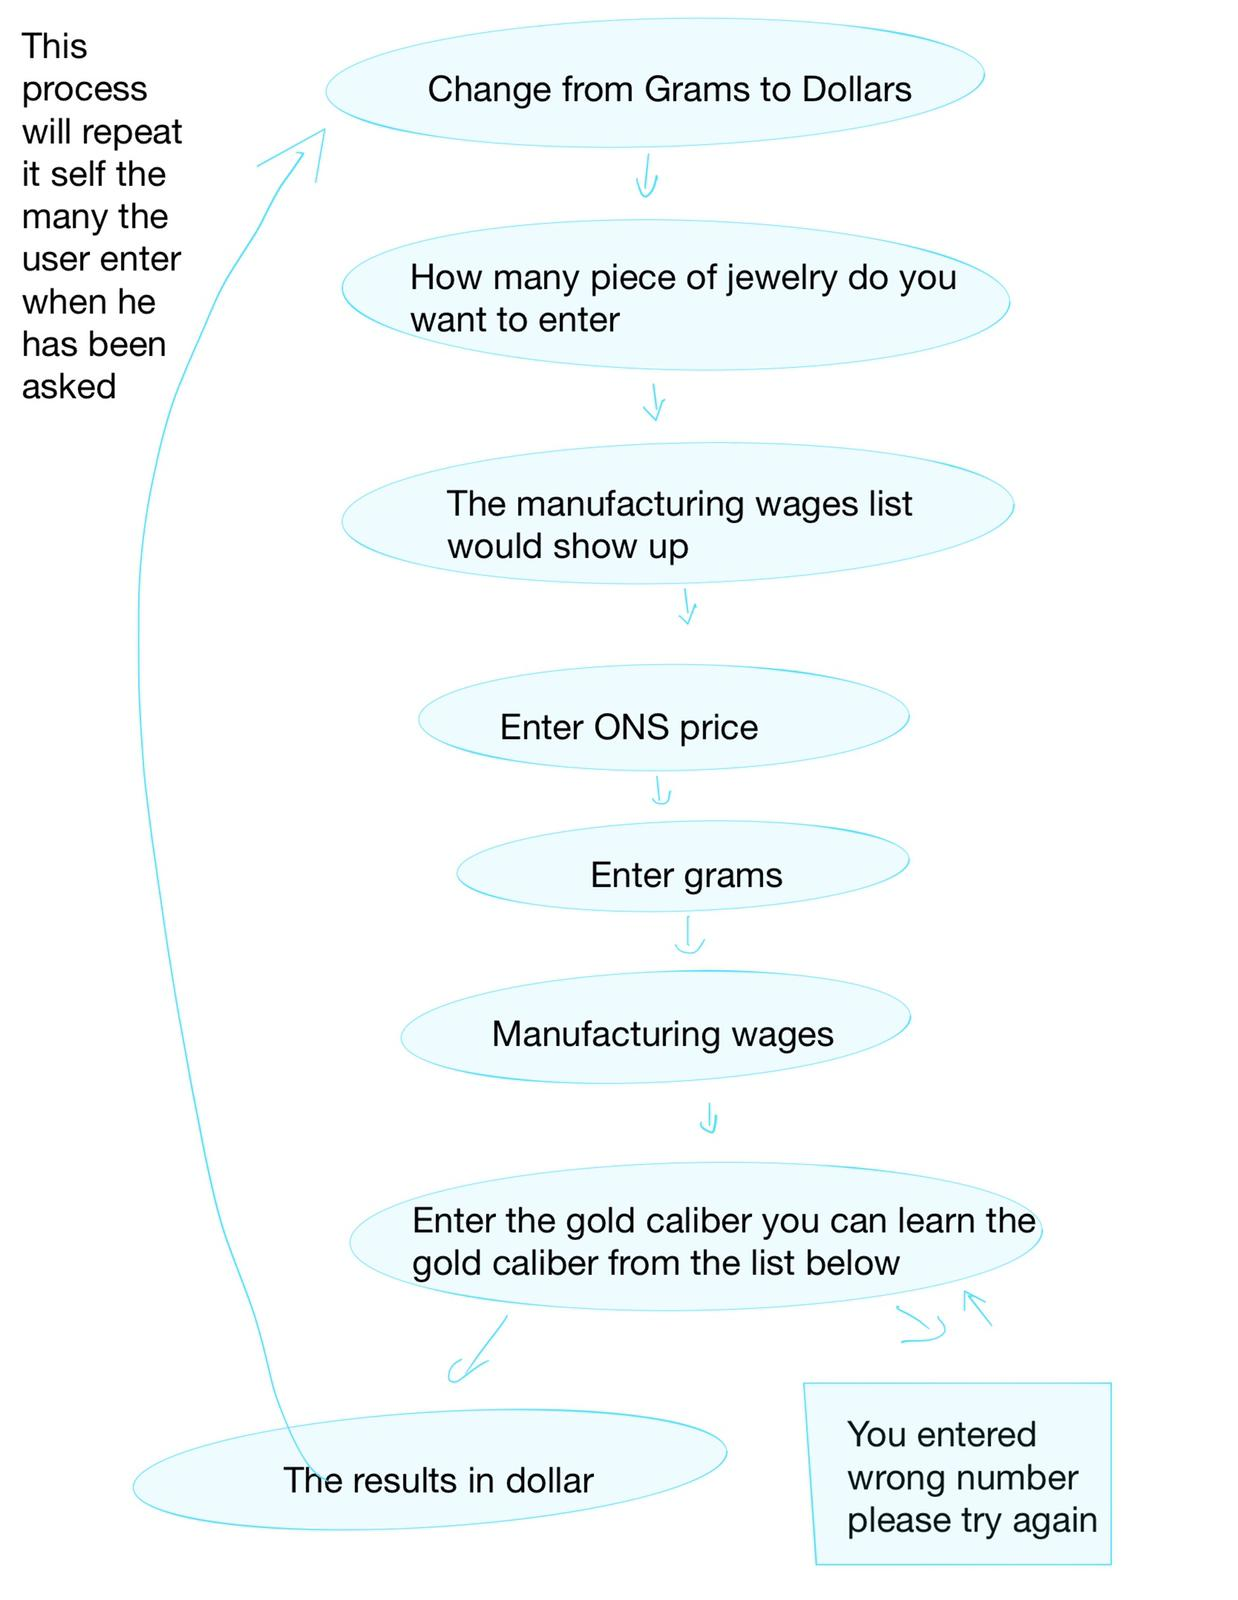 This
process
will repeat
it self the
many the
user enter
when he
has been
asked
Change from Grams to Dollars
How many piece of jewelry do you
want to enter
The manufacturing wages list
would show up
Enter ONS price
Enter grams
Manufacturing wages
Enter the gold caliber you can learn the
gold caliber from the list below
The results in dollar
You entered
wrong number
please try again